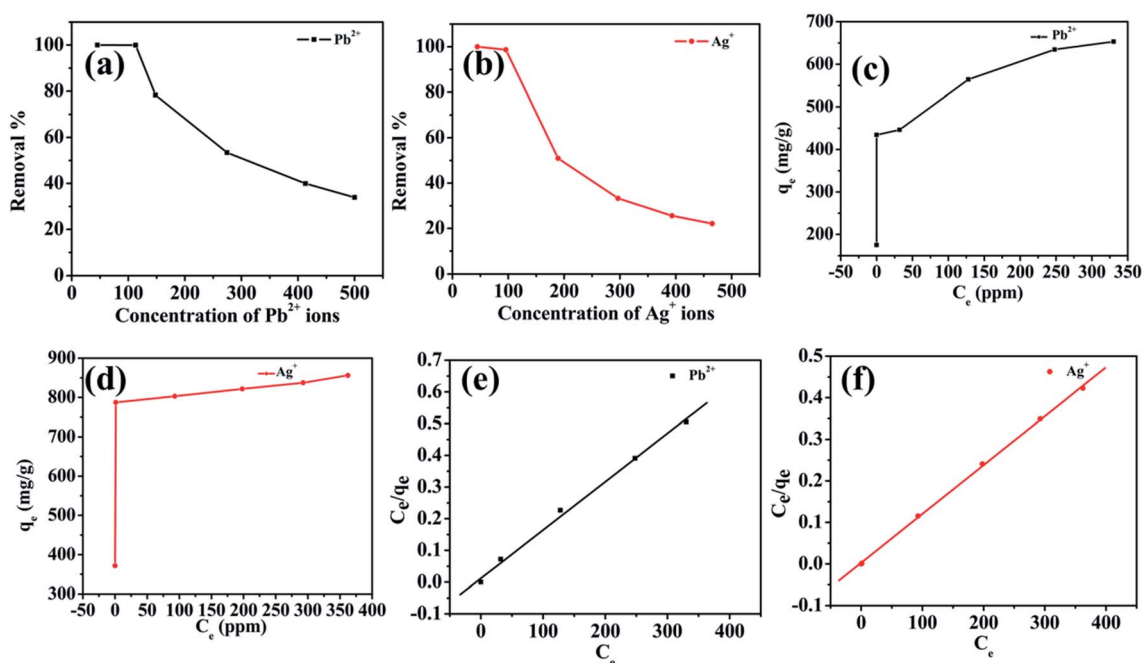 (a)
Pb²⁺
Removal %
100
80
60
40
20
0
0 100 200 300 400 500
Concentration of Pb²⁺ ions
(b)
Ag⁺
Removal %
100
80
60
40
20
0
0 100 200 300 400 500
Concentration of Ag⁺ ions
(c)
Pb²⁺
qₑ (mg/g)
700
600
500
400
300
200
-50 0 50 100 150 200 250 300 350
Cₑ (ppm)
(d)
Ag⁺
qₑ (mg/g)
900
800
700
600
500
400
300
-50 0 50 100 150 200 250 300 350 400
Cₑ (ppm)
(e)
Pb²⁺
Cₑ/qₑ
0.7
0.6
0.5
0.4
0.3
0.2
0.1
0.0
-0.1
0 100 200 300 400
Cₑ
(f)
Ag⁺
Cₑ/qₑ
0.5
0.4
0.3
0.2
0.1
0.0
-0.1
0 100 200 300 400
Cₑ